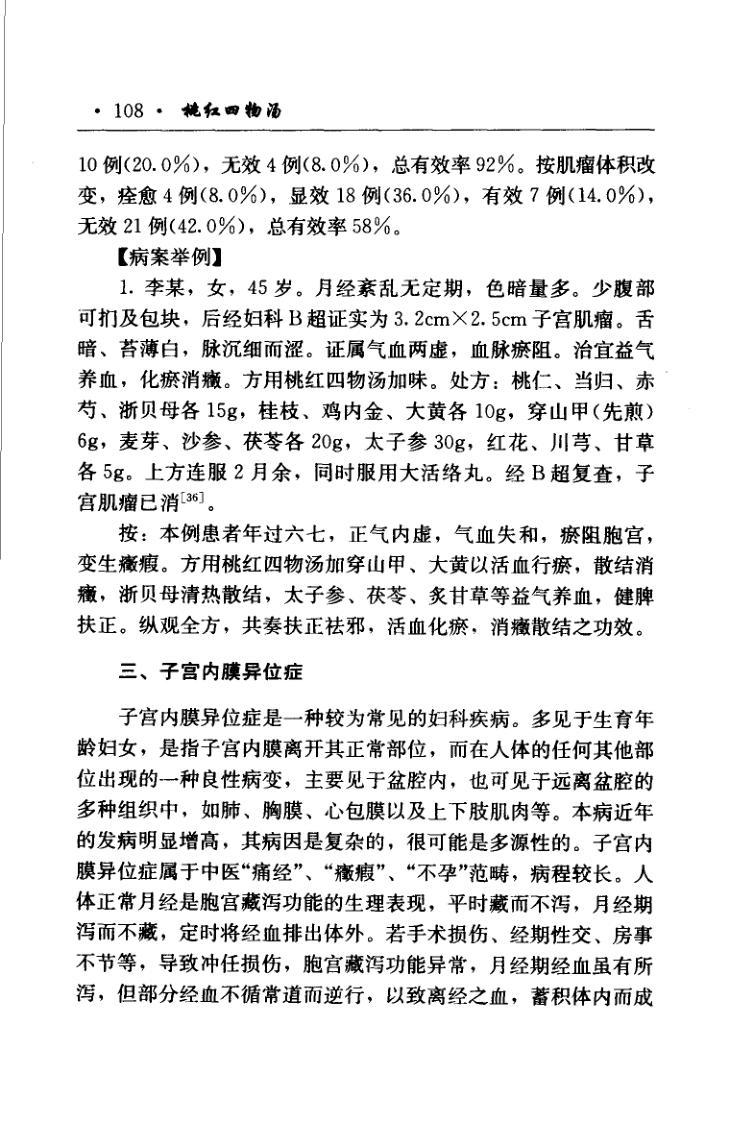 · 108 · 桃红四物汤
10 例(20.0%)，无效 4 例(8.0%)，总有效率 92%。按肌瘤体积改
变，痊愈 4 例(8.0%)，显效 18 例(36.0%)，有效 7 例(14.0%)，
无效 21 例(42.0%)，总有效率 58%。
【病案举例】
1. 李某，女，45 岁。月经紊乱无定期，色暗量多。少腹部
可扪及包块，后经妇科 B 超证实为 3.2cm×2.5cm 子宫肌瘤。舌
暗、苔薄白，脉沉细而涩。证属气血两虚，血脉瘀阻。治宜益气
养血，化瘀消癥。方用桃红四物汤加味。处方：桃仁、当归、赤
芍、浙贝母各 15g，桂枝、鸡内金、大黄各 10g，穿山甲(先煎)
6g，麦芽、沙参、茯苓各 20g，太子参 30g，红花、川芎、甘草
各 5g。上方连服 2 月余，同时服用大活络丸。经 B 超复查，子
宫肌瘤已消[36]。
按：本例患者年过六七，正气内虚，气血失和，瘀阻胞宫，
变生癥瘕。方用桃红四物汤加穿山甲、大黄以活血行瘀，散结消
癥，浙贝母清热散结，太子参、茯苓、炙甘草等益气养血，健脾
扶正。纵观全方，共奏扶正祛邪，活血化瘀，消癥散结之功效。
三、子宫内膜异位症
子宫内膜异位症是一种较为常见的妇科疾病。多见于生育年
龄妇女，是指子宫内膜离开其正常部位，而在人体的任何其他部
位出现的一种良性病变，主要见于盆腔内，也可见于远离盆腔的
多种组织中，如肺、胸膜、心包膜以及上下肢肌肉等。本病近年
的发病明显增高，其病因是复杂的，很可能是多源性的。子宫内
膜异位症属于中医“痛经”、“癥瘕”、“不孕”范畴，病程较长。人
体正常月经是胞宫藏泻功能的生理表现，平时藏而不泻，月经期
泻而不藏，定时将经血排出体外。若手术损伤、经期性交、房事
不节等，导致冲任损伤，胞宫藏泻功能异常，月经期经血虽有所
泻，但部分经血不循常道而逆行，以致离经之血，蓄积体内而成